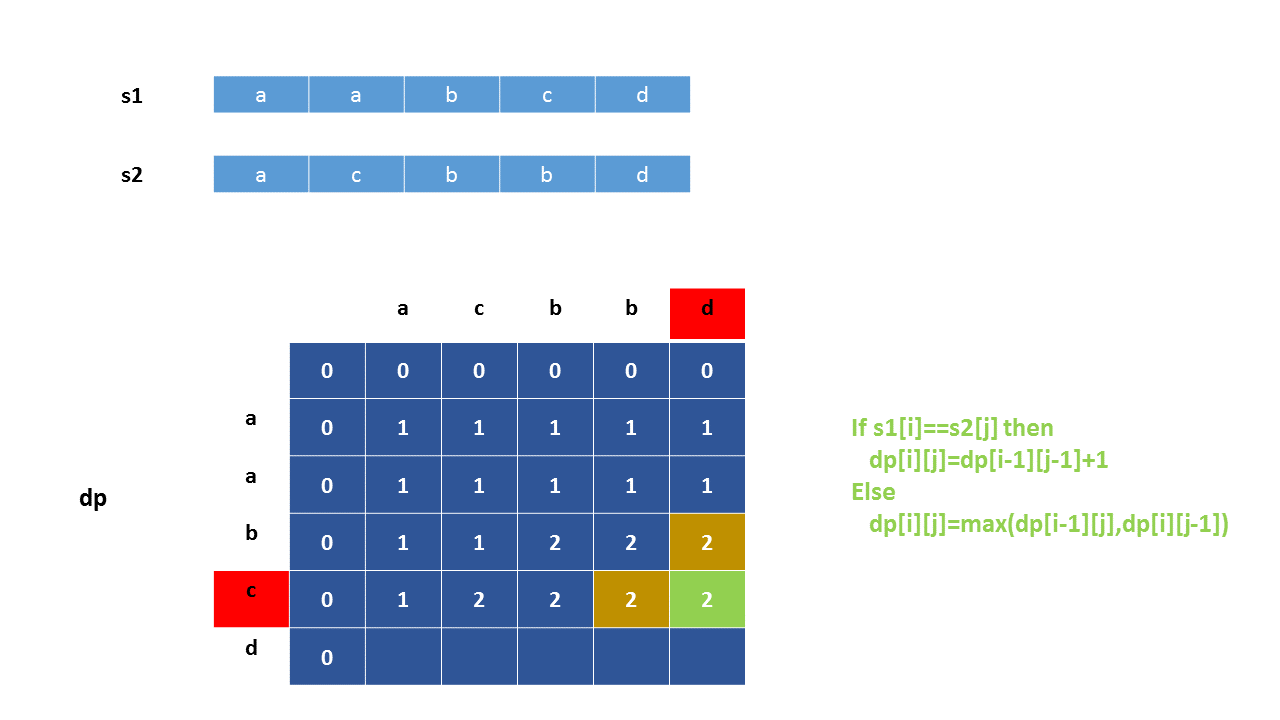 s1 a a b c d
s2 a c b b d
a c b b d
0 0 0 0 0 0
a 0 1 1 1 1 1
a 0 1 1 1 1 1
dp
b 0 1 1 2 2 2
c 0 1 2 2 2 2
d 0
If s1[i]==s2[j] then
dp[i][j]=dp[i-1][j-1]+1
Else
dp[i][j]=max(dp[i-1][j],dp[i][j-1])